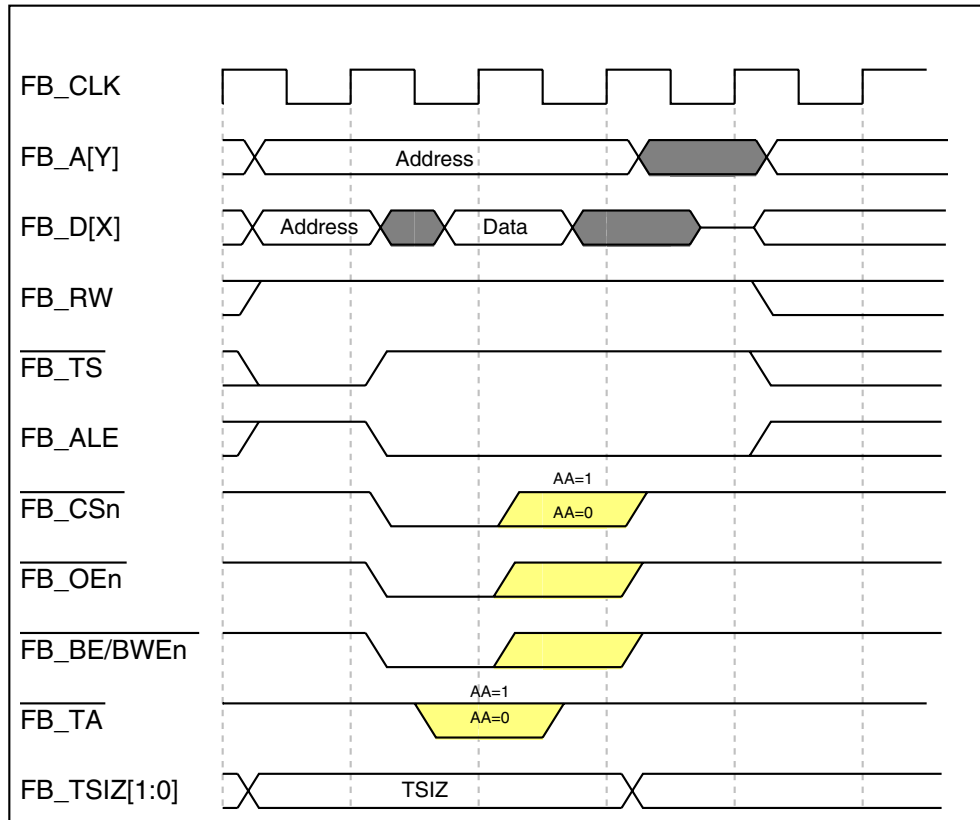 FB_CLK
FB_A[Y]
Address
FB_D[X]
Address
Data
FB_RW
FB_TS
FB_ALE
AA=1
FB_CSn
AA=0
FB_OEn
FB_BE/BWEn
AA=1
FB_TA
AA=0
FB_TSIZ[1:0]
TSIZ